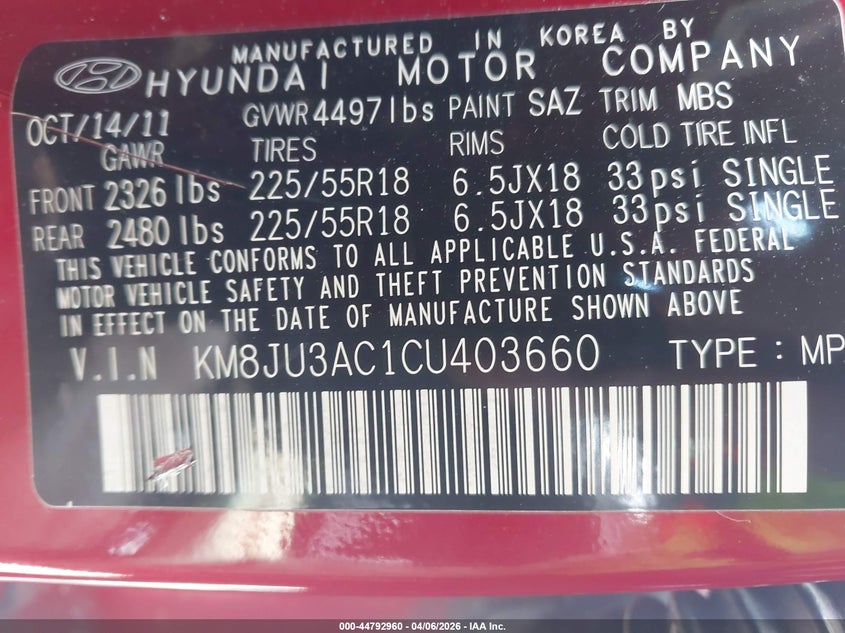 MANUFACTURED IN KOREA BY
HYUNDAI MOTOR COMPANY
OCT/14/11 GVWR 4497 lbs PAINT SAZ TRIM MBS
GAWR TIRES RIMS COLD TIRE INFL
FRONT 2326 lbs 225/55R18 6.5JX18 33psi SINGLE
REAR 2480 lbs 225/55R18 6.5JX18 33psi SINGLE
THIS VEHICLE CONFORMS TO ALL APPLICABLE U.S.A. FEDERAL
MOTOR VEHICLE SAFETY AND THEFT PREVENTION STANDARDS
IN EFFECT ON THE DATE OF MANUFACTURE SHOWN ABOVE
V.I.N KM8JU3AC1CU403660 TYPE : MP
000-44792960 - 04/06/2026 - IAA Inc.